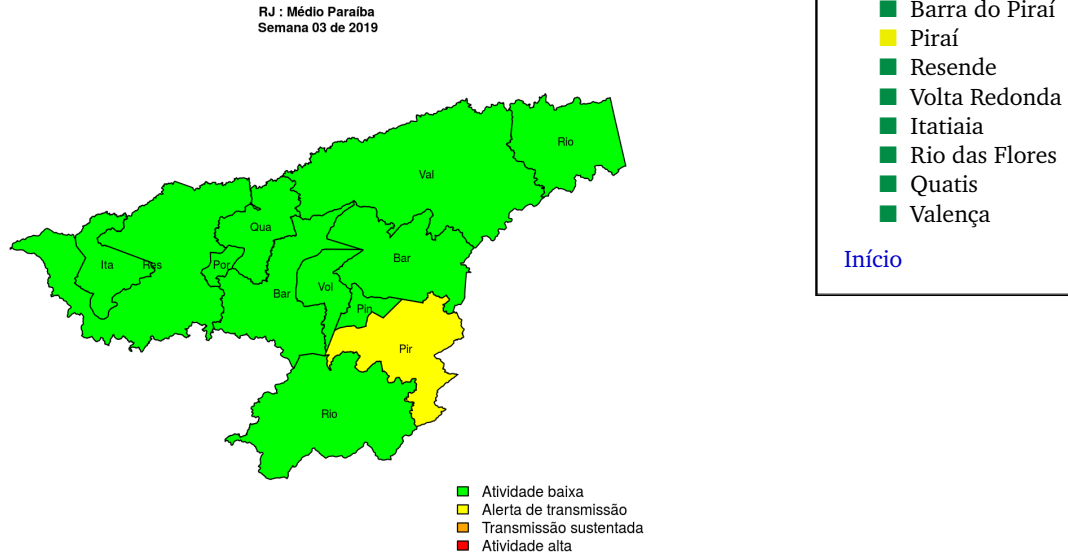 RJ : Médio Paraíba
Semana 03 de 2019
Rio
Val
Qua
Bar
Ita
Res
Por
Vol
Bar
Pin
Pir
Rio
Atividade baixa
Alerta de transmissão
Transmissão sustentada
Atividade alta
Barra do Piraí
Piraí
Resende
Volta Redonda
Itatiaia
Rio das Flores
Quatis
Valença
Início